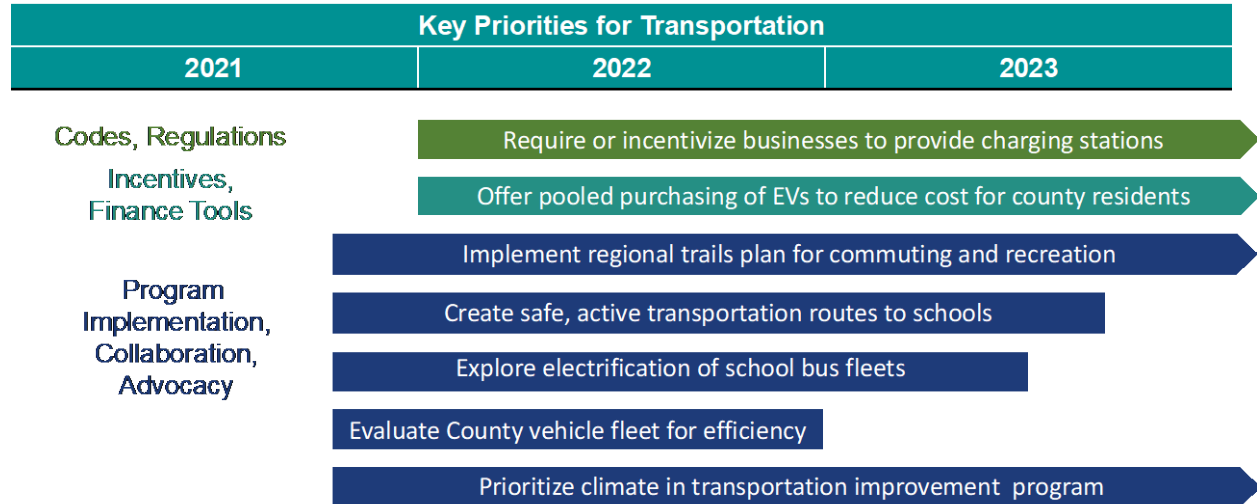 Key Priorities for Transportation
2021 2022 2023
Codes, Regulations
Require or incentivize businesses to provide charging stations
Incentives,
Finance Tools
Offer pooled purchasing of EVs to reduce cost for county residents
Program
Implementation,
Collaboration,
Advocacy
Implement regional trails plan for commuting and recreation
Create safe, active transportation routes to schools
Explore electrification of school bus fleets
Evaluate County vehicle fleet for efficiency
Prioritize climate in transportation improvement program